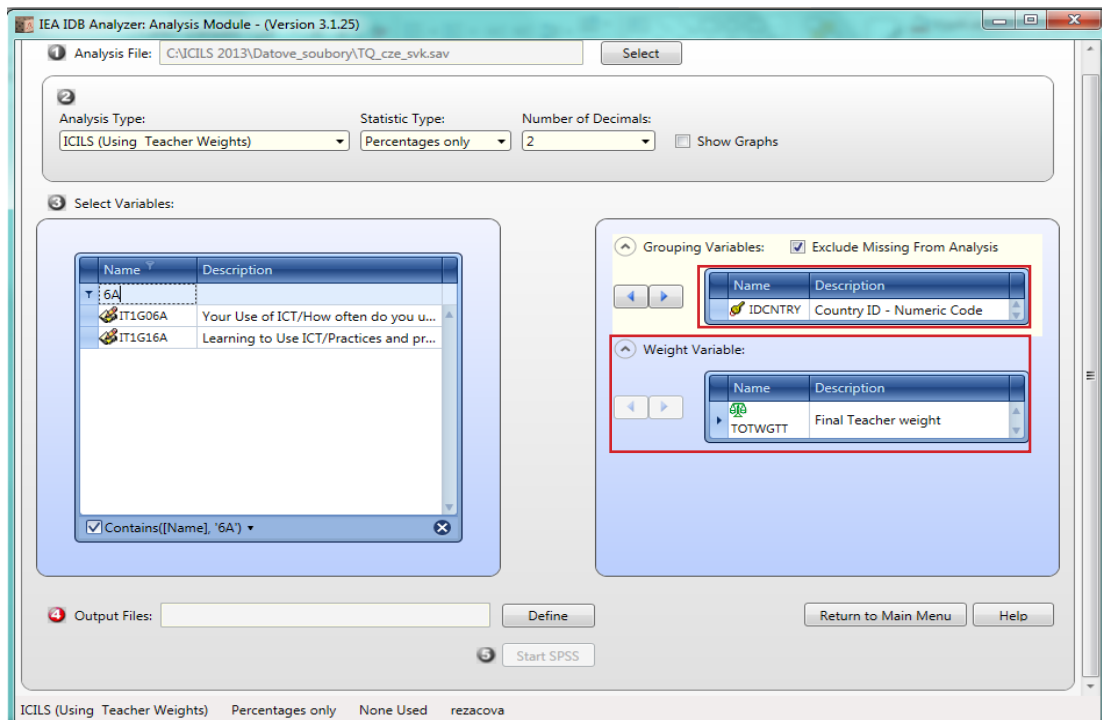 IEA IDB Analyzer: Analysis Module - (Version 3.1.25)
1 Analysis File: C:\ICILS 2013\Datove_soubory\TQ_cze_svk.sav Select
2
Analysis Type: Statistic Type: Number of Decimals:
ICILS (Using Teacher Weights) Percentages only 2 Show Graphs
3 Select Variables:
Grouping Variables: Exclude Missing From Analysis
Name Description
6A
IT1G06A Your Use of ICT/How often do you u...
IT1G16A Learning to Use ICT/Practices and pr...
Contains([Name], '6A')
Name Description
IDCNTRY Country ID - Numeric Code
Weight Variable:
Name Description
TOTWGTT Final Teacher weight
4 Output Files: Define Return to Main Menu Help
5 Start SPSS
ICILS (Using Teacher Weights) Percentages only None Used rezacova